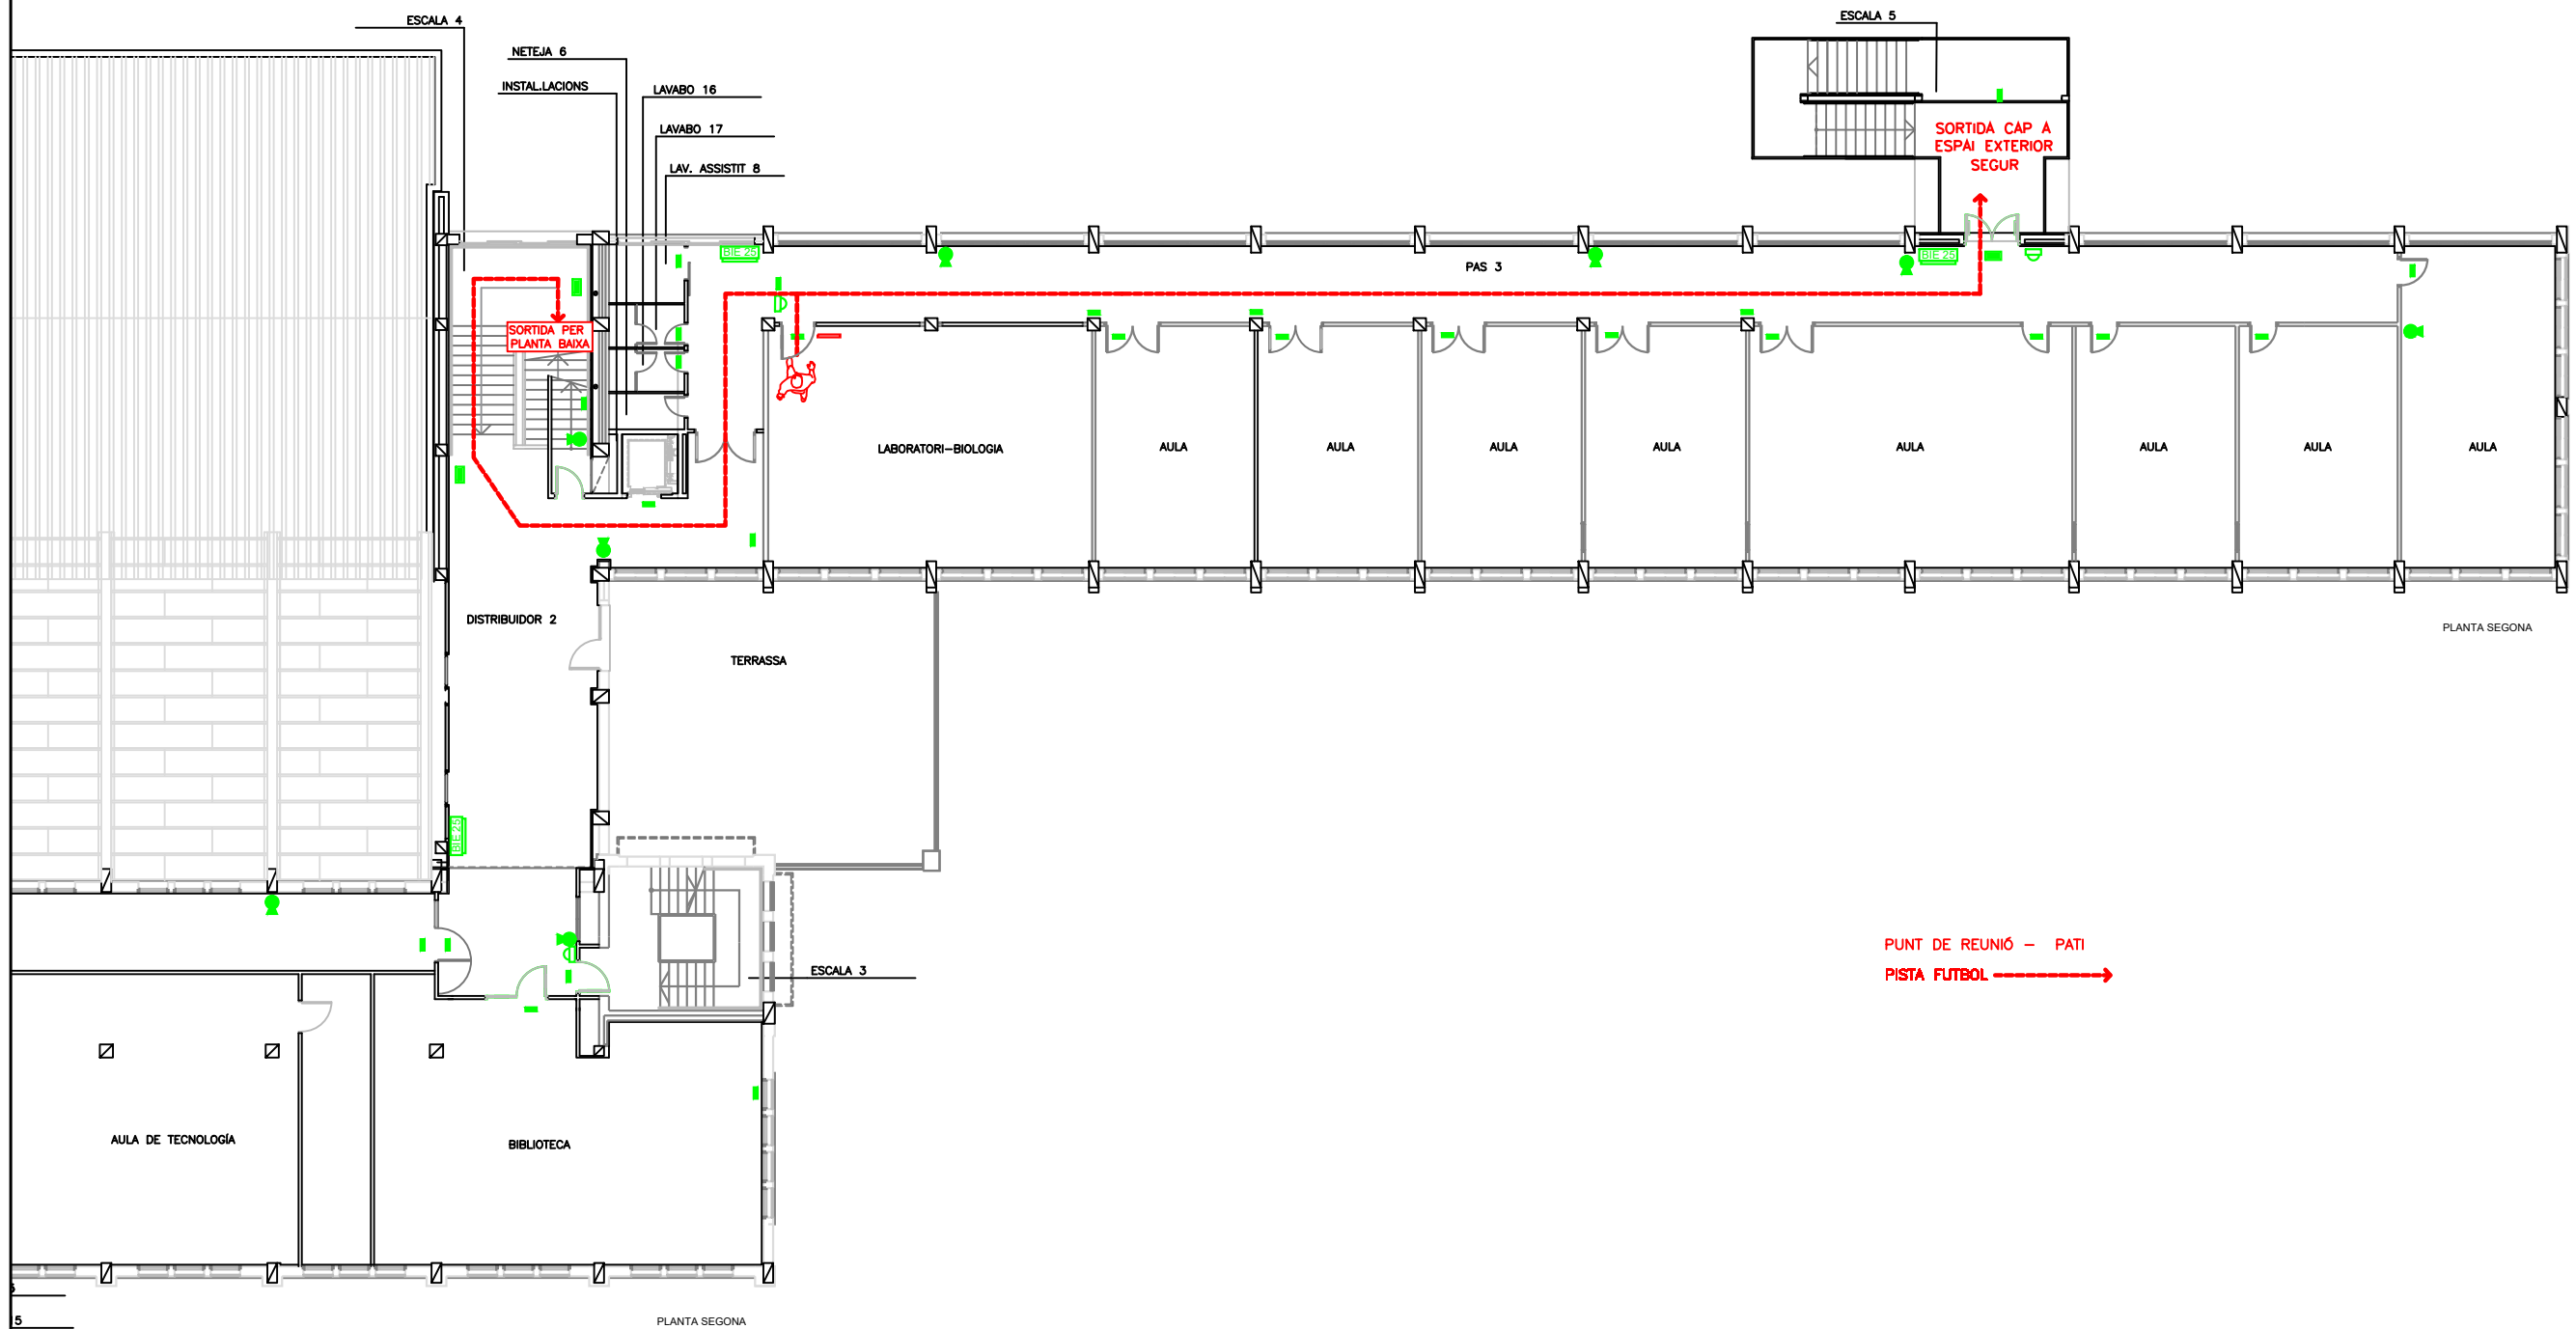 ESCALA 4
ESCALA 5
NETEJA 6
INSTAL.LACIONS
LAVABO 16
LAVABO 17
LAV. ASSISTIT 8
SORTIDA CAP A
ESPAI EXTERIOR
SEGUR
BIE 25
BIE 25
PAS 3
SORTIDA PER
PLANTA BAIXA
LABORATORI-BIOLOGIA
AULA
AULA
AULA
AULA
AULA
AULA
AULA
AULA
DISTRIBUIDOR 2
PLANTA SEGONA
TERRASSA
BIE 25
PUNT DE REUNIÓ - PATI
PISTA FUTBOL
ESCALA 3
AULA DE TECNOLOGÍA
BIBLIOTECA
5
PLANTA SEGONA